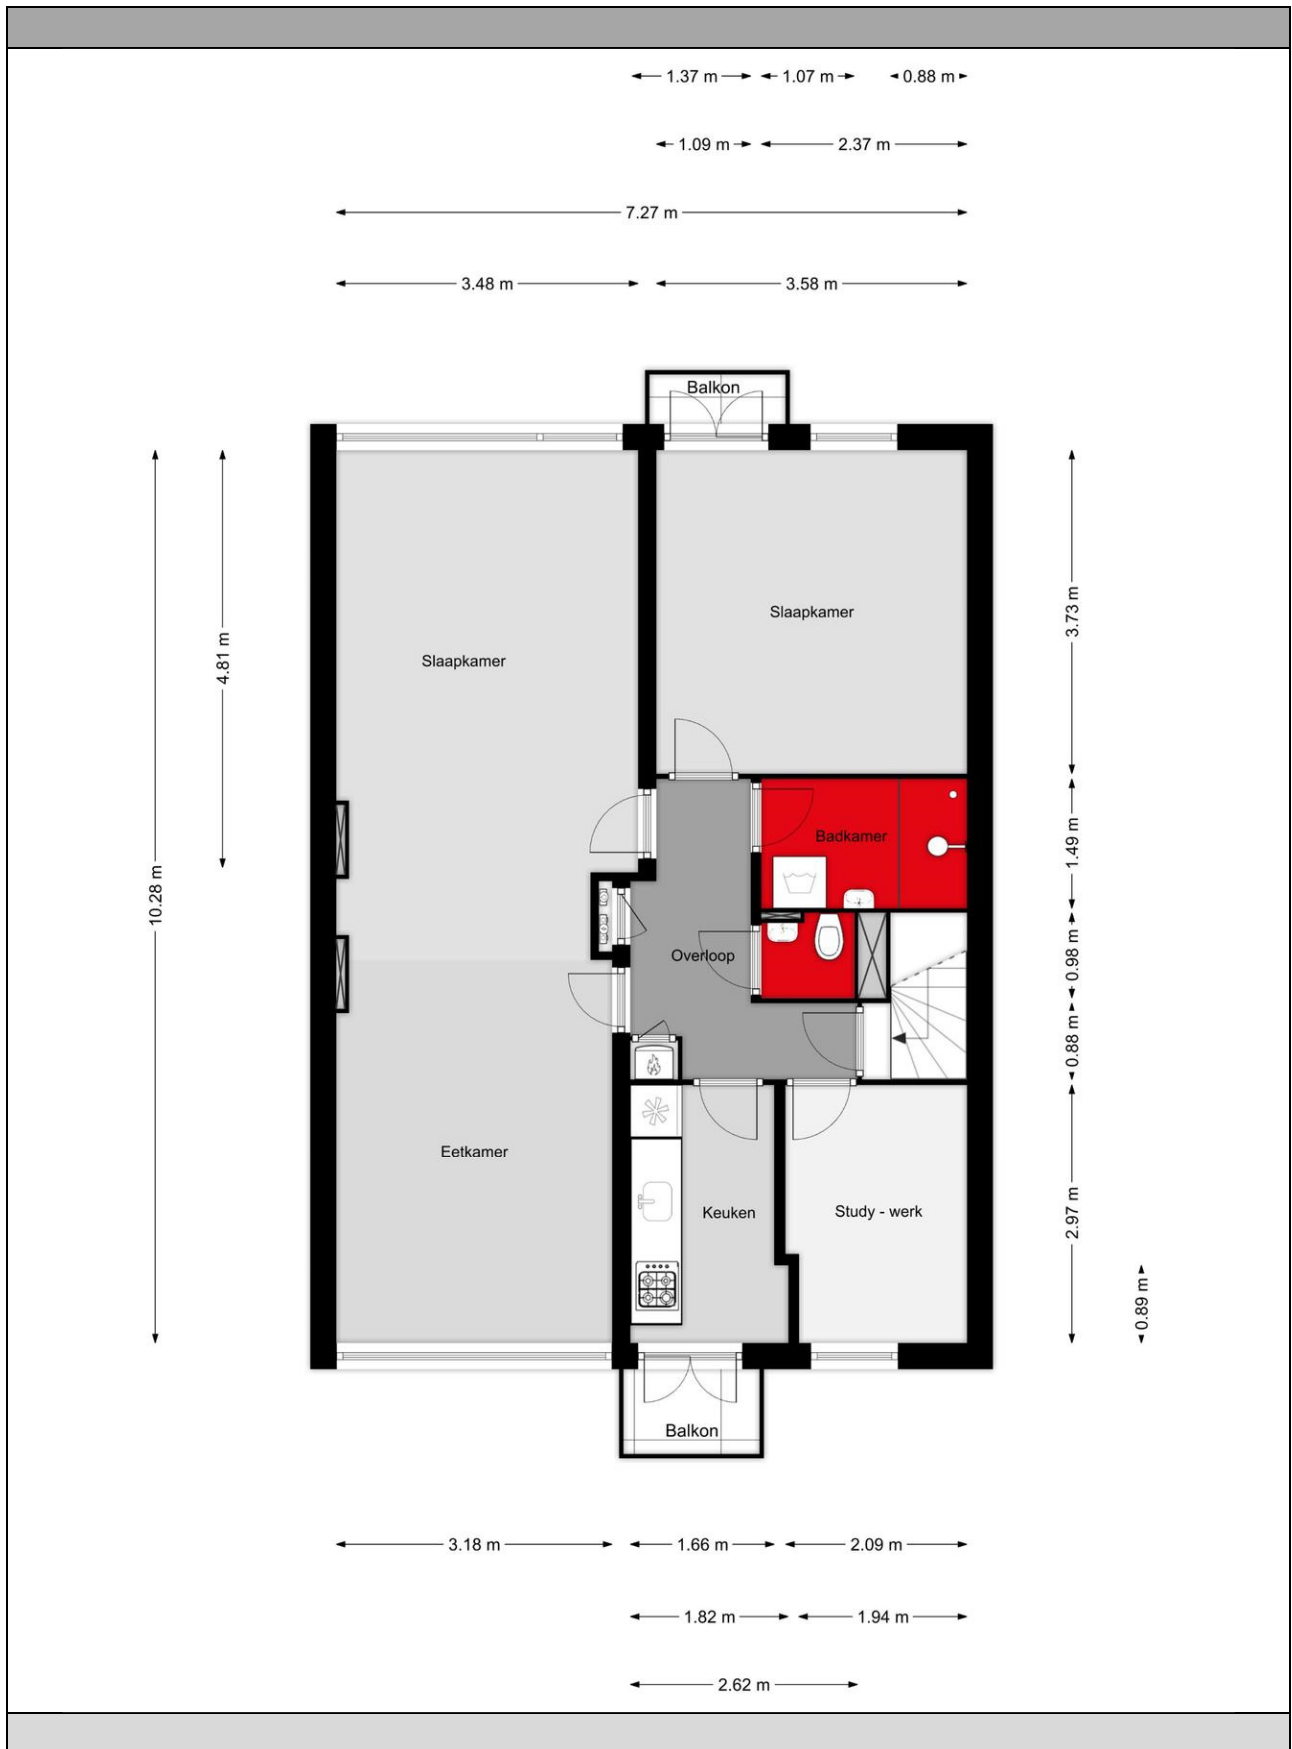 1.37 m 1.07 m 0.88 m
1.09 m 2.37 m
7.27 m
3.48 m 3.58 m
Balkon
3.73 m
Slaapkamer
4.81 m
Slaapkamer
Badkamer
1.49 m
10.28 m
0.98 m
Overloop
0.88 m
Eetkamer
2.97 m
Keuken
Study - werk
0.89 m
Balkon
3.18 m 1.66 m 2.09 m
1.82 m 1.94 m
2.62 m